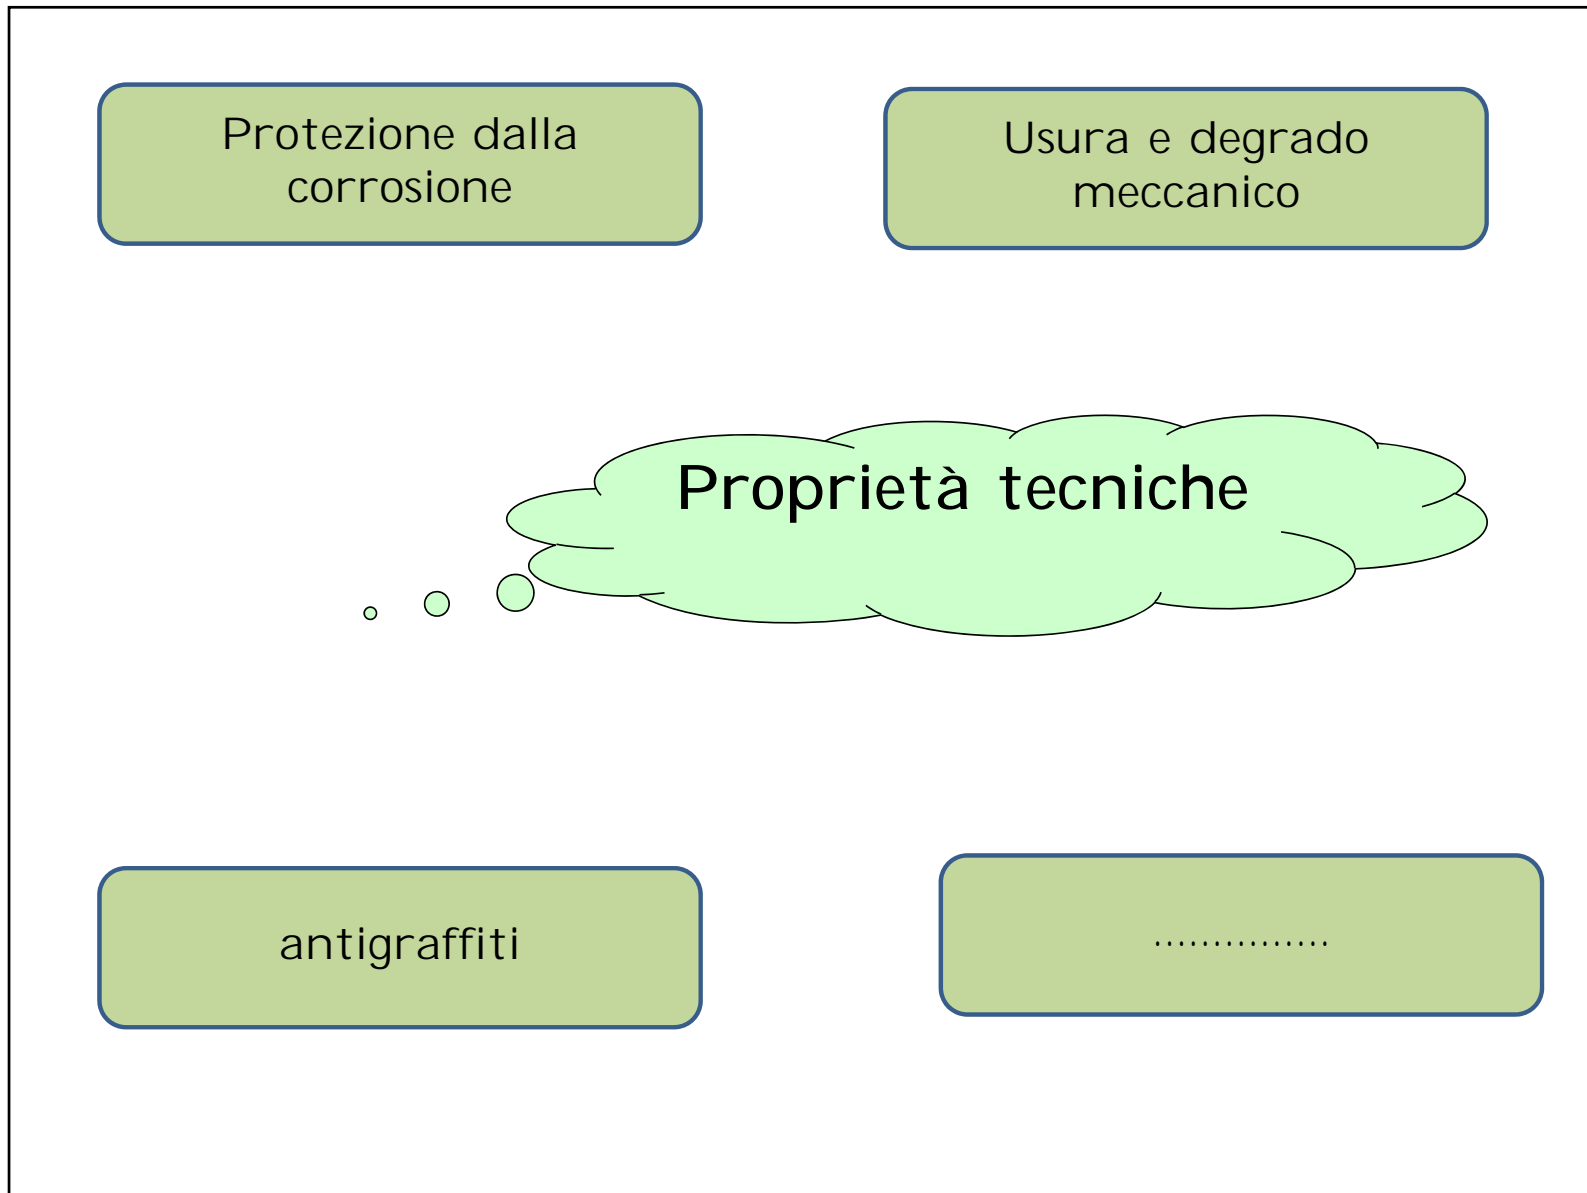 Protezione dalla
corrosione
Usura e degrado
meccanico
Proprietà tecniche
antigraffiti
...............